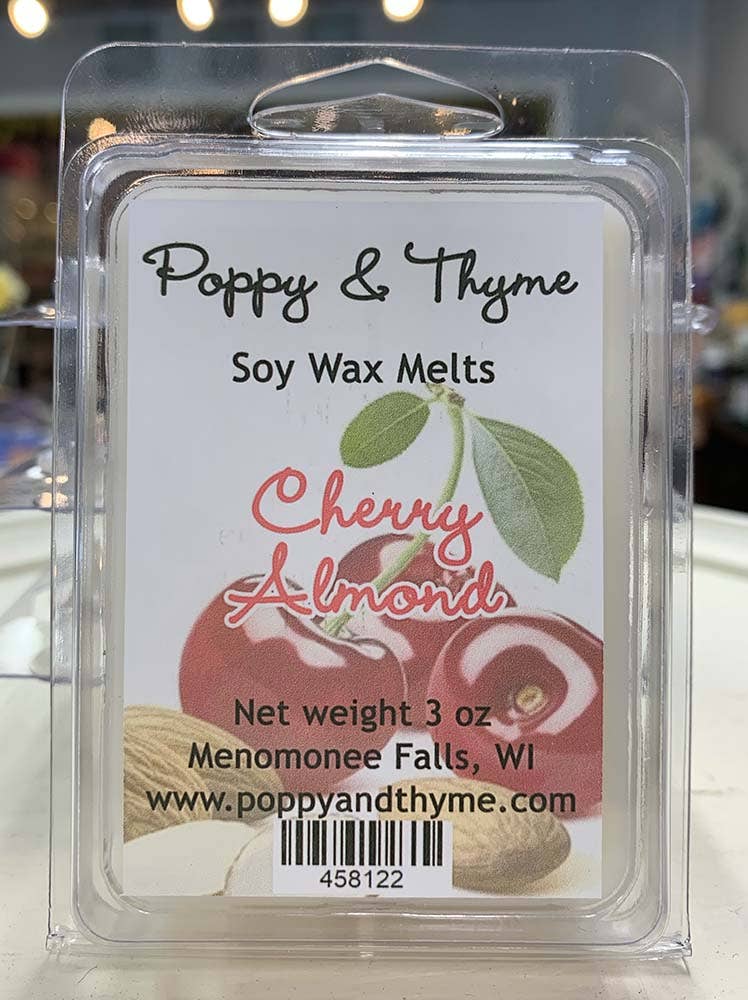 Poppy & Thyme
Soy Wax Melts
Cherry
Almond
Net weight 3 oz
Menomonee Falls, WI
www.poppyandthyme.com
458122